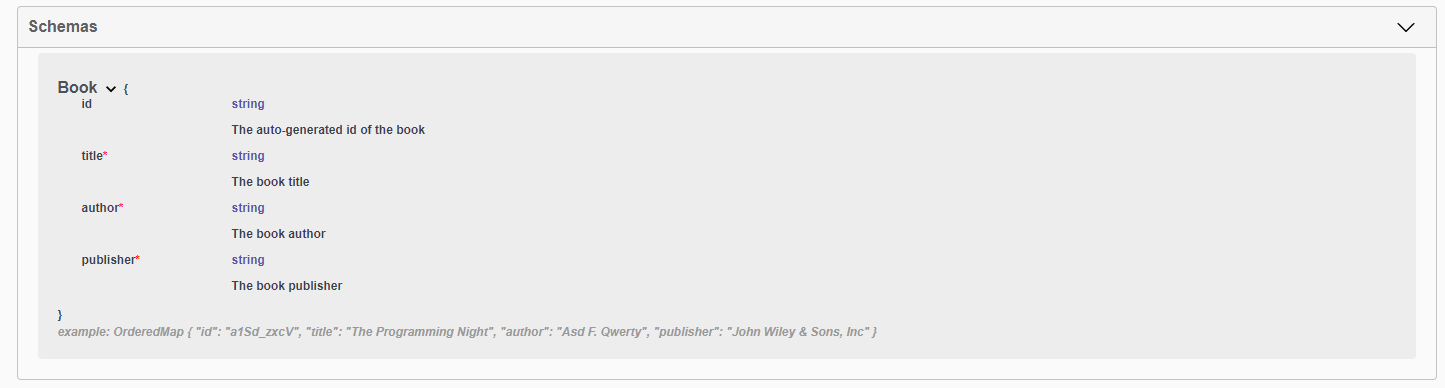 Schemas
Book {
id string
The auto-generated id of the book
title* string
The book title
author* string
The book author
publisher* string
The book publisher
}
example: OrderedMap { "id": "a1Sd_zxcV", "title": "The Programming Night", "author": "Asd F. Qwerty", "publisher": "John Wiley & Sons, Inc" }